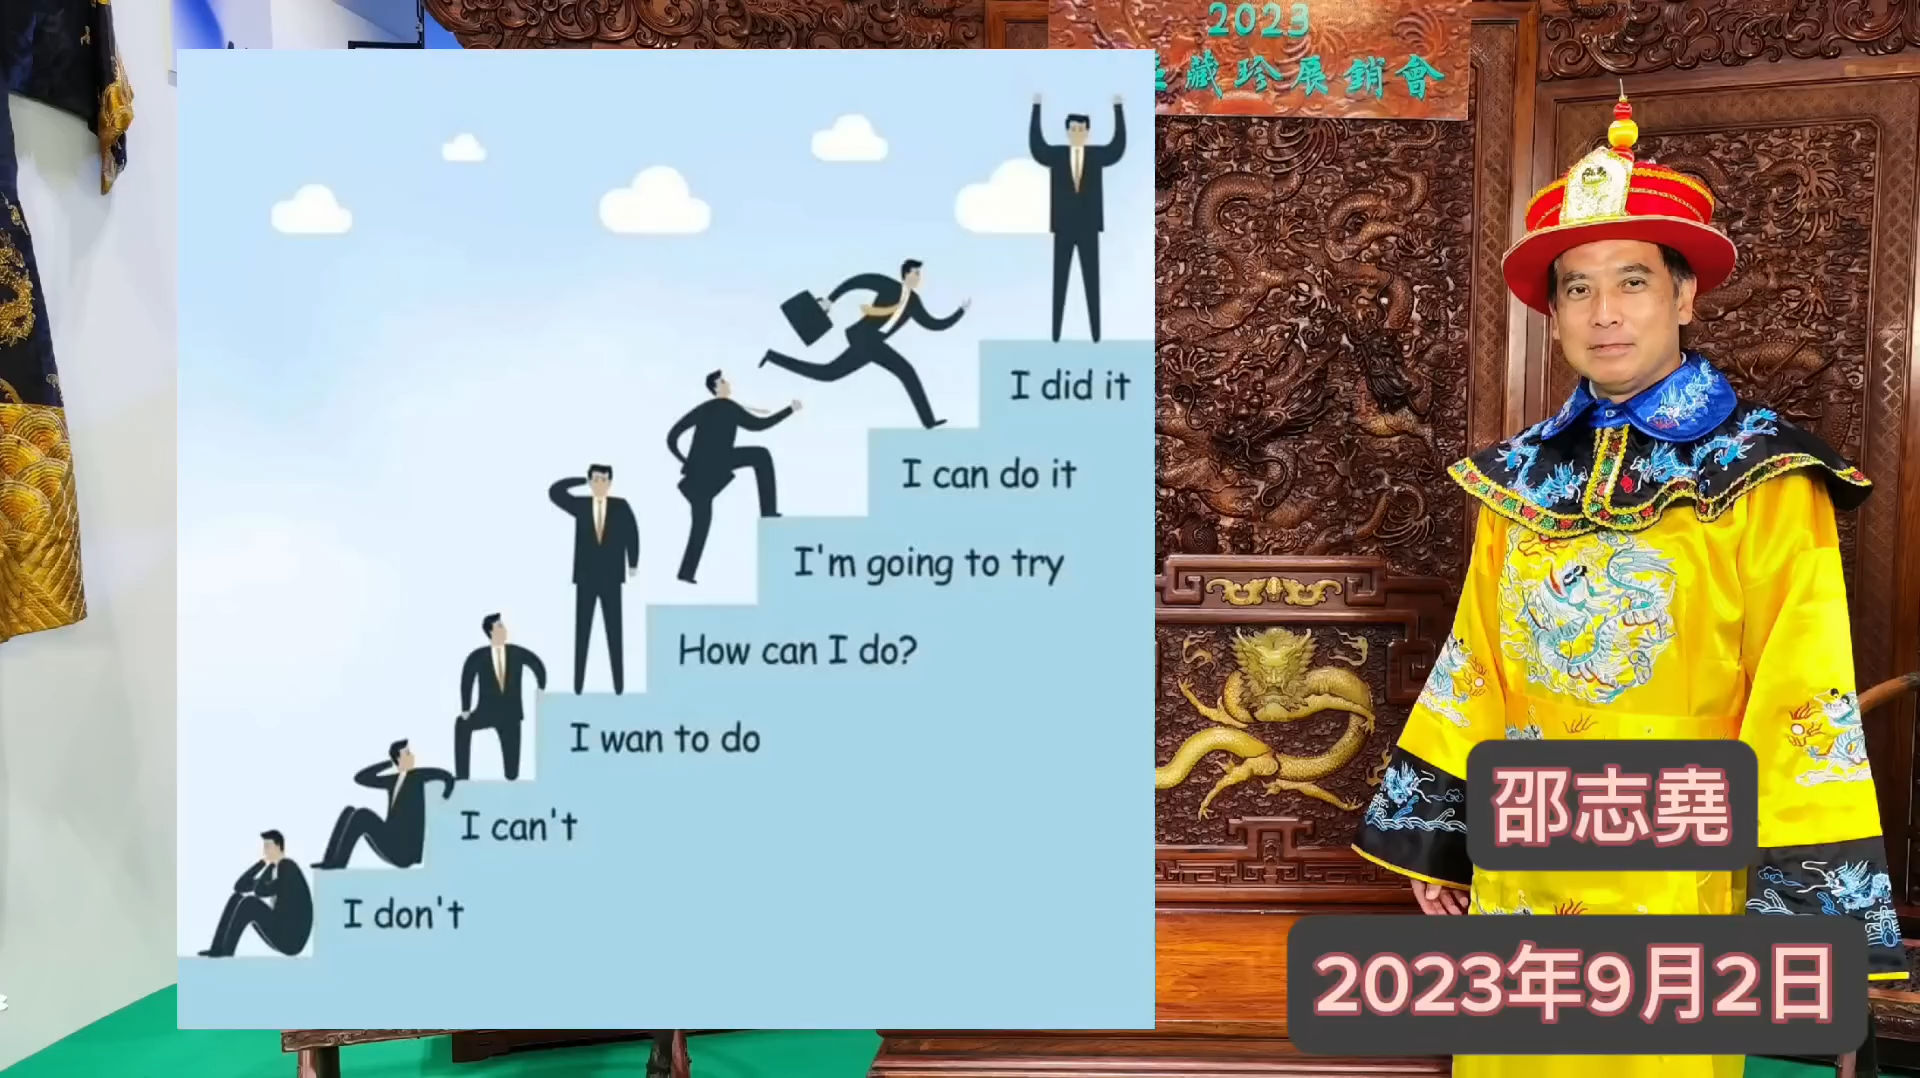 2023
藏珍展銷會
I did it
I can do it
I'm going to try
How can I do?
I wan to do
I can't
I don't
邵志堯
2023年9月2日